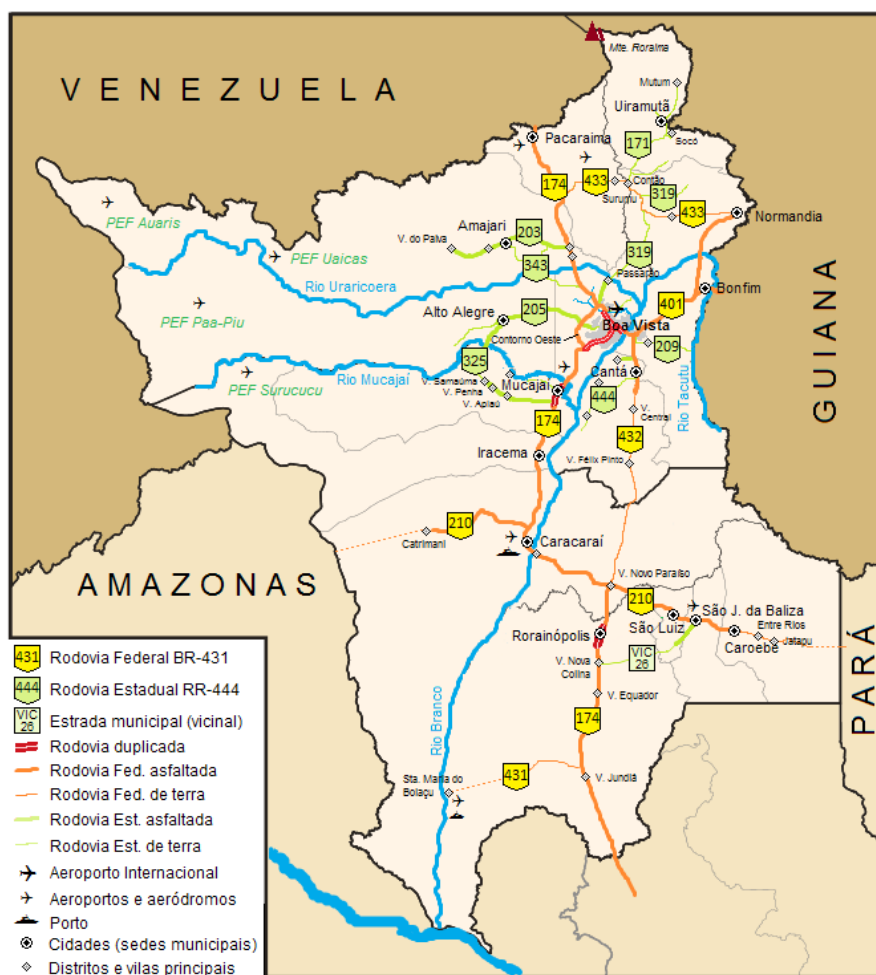 VENEZUELA
Mte. Roraima
Mutum
Uiramutã
Socó
171
Pacaraima
174
433
Contão
Surumu
319
433
Normandia
PEF Auaris
Amajari
203
V. do Paiva
PEF Uaicas
343
319
Passarão
Rio Uraricoera
Bonfim
401
PEF Paa-Piu
Alto Alegre
205
Boa Vista
Contorno Oeste
209
GUIANA
325
Cantá
Rio Mucajaí
PEF Surucucu
V. Samaúma
V. Penha
V. Apiaú
Mucajaí
444
Rio Tacutu
174
V. Central
432
Iracema
V. Félix Pinto
210
Catrimani
Caracaraí
AMAZONAS
V. Novo Paraíso
210
São J. da Baliza
São Luiz
Entre Rios
Jatapu
Caroebe
Rorainópolis
VIC 26
V. Nova Colina
V. Equador
PARÁ
174
Rio Branco
431
Sta. Maria do Boiaçu
V. Jundiá
431 Rodovia Federal BR-431
444 Rodovia Estadual RR-444
VIC 26 Estrada municipal (vicinal)
Rodovia duplicada
Rodovia Fed. asfaltada
Rodovia Fed. de terra
Rodovia Est. asfaltada
Rodovia Est. de terra
Aeroporto Internacional
Aeroportos e aeródromos
Porto
Cidades (sedes municipais)
Distritos e vilas principais